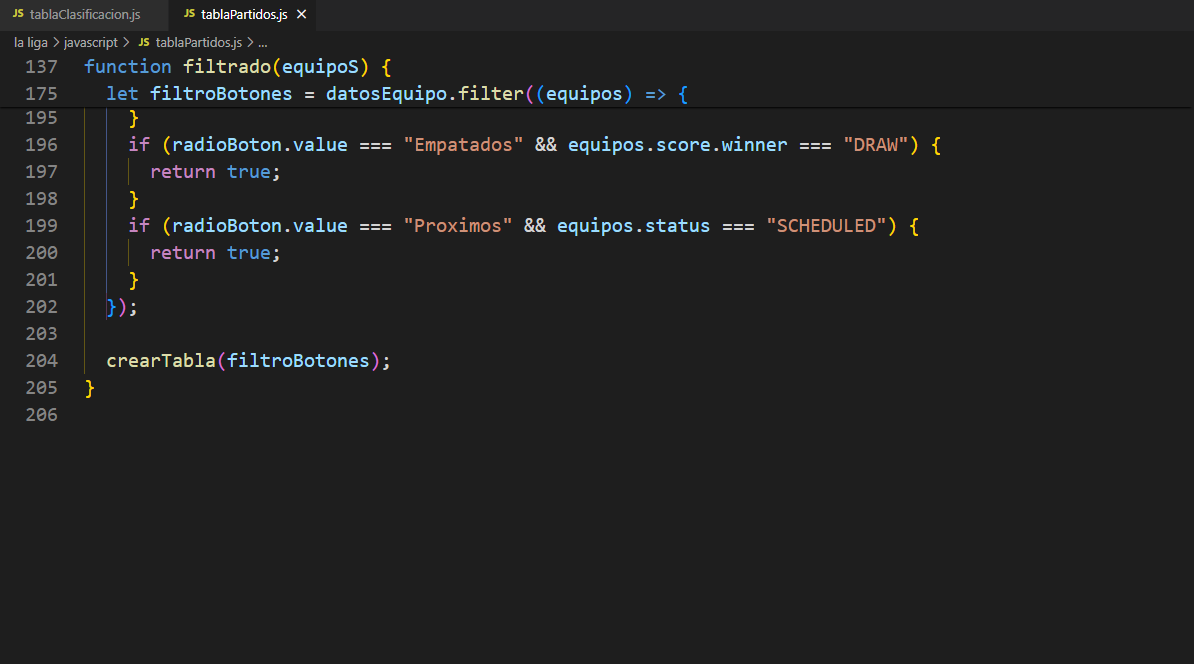 JS tablaClasificacion.js JS tablaPartidos.js ×
la liga > javascript > JS tablaPartidos.js > ...
137 function filtrado(equipoS) {
175 let filtroBotones = datosEquipo.filter((equipos) => {
195 }
196 if (radioBoton.value === "Empatados" && equipos.score.winner === "DRAW") {
197 return true;
198 }
199 if (radioBoton.value === "Proximos" && equipos.status === "SCHEDULED") {
200 return true;
201 }
202 });
203
204 crearTabla(filtroBotones);
205 }
206